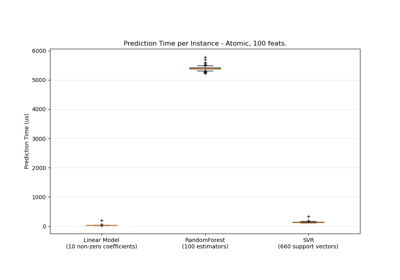 Prediction Time per Instance - Atomic, 100 feats.
6000
5000
4000
3000
2000
1000
0
Prediction Time (us)
Linear Model
(10 non-zero coefficients)
RandomForest
(100 estimators)
SVR
(660 support vectors)